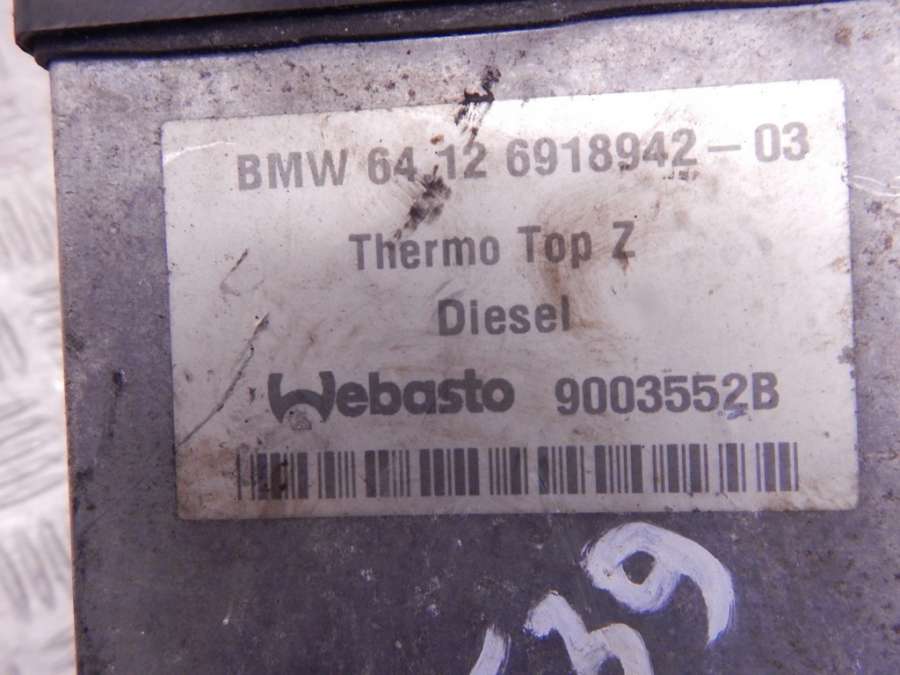 BMW 64 12 6918942-03
Thermo Top Z
Diesel
Webasto 9003552B
39